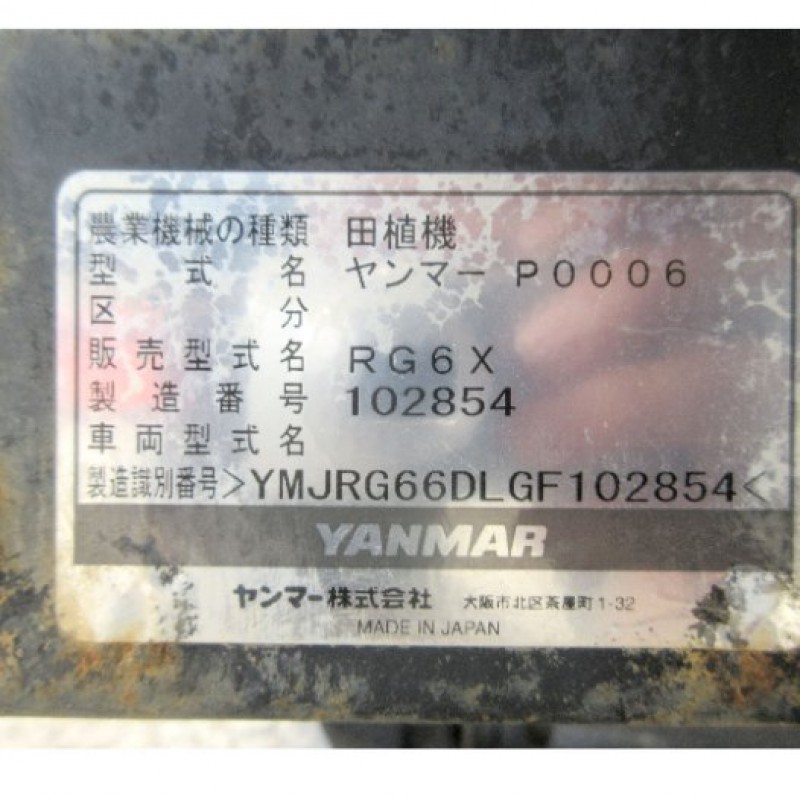 農業機械の種類 田植機
型式名 ヤンマー P0006
区分
販売型式名 RG6X
製造番号 102854
車両型式名
製造識別番号 >YMJRG66DLGF102854<
YANMAR
ヤンマー株式会社 大阪市北区茶屋町1-32
MADE IN JAPAN